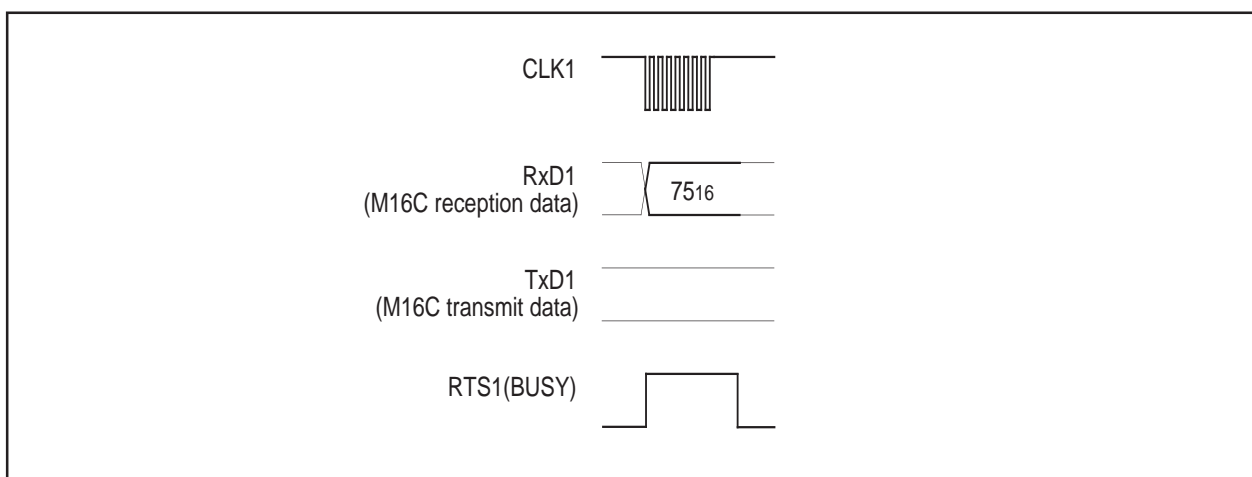 CLK1
RxD1
(M16C reception data)
7516
TxD1
(M16C transmit data)
RTS1(BUSY)